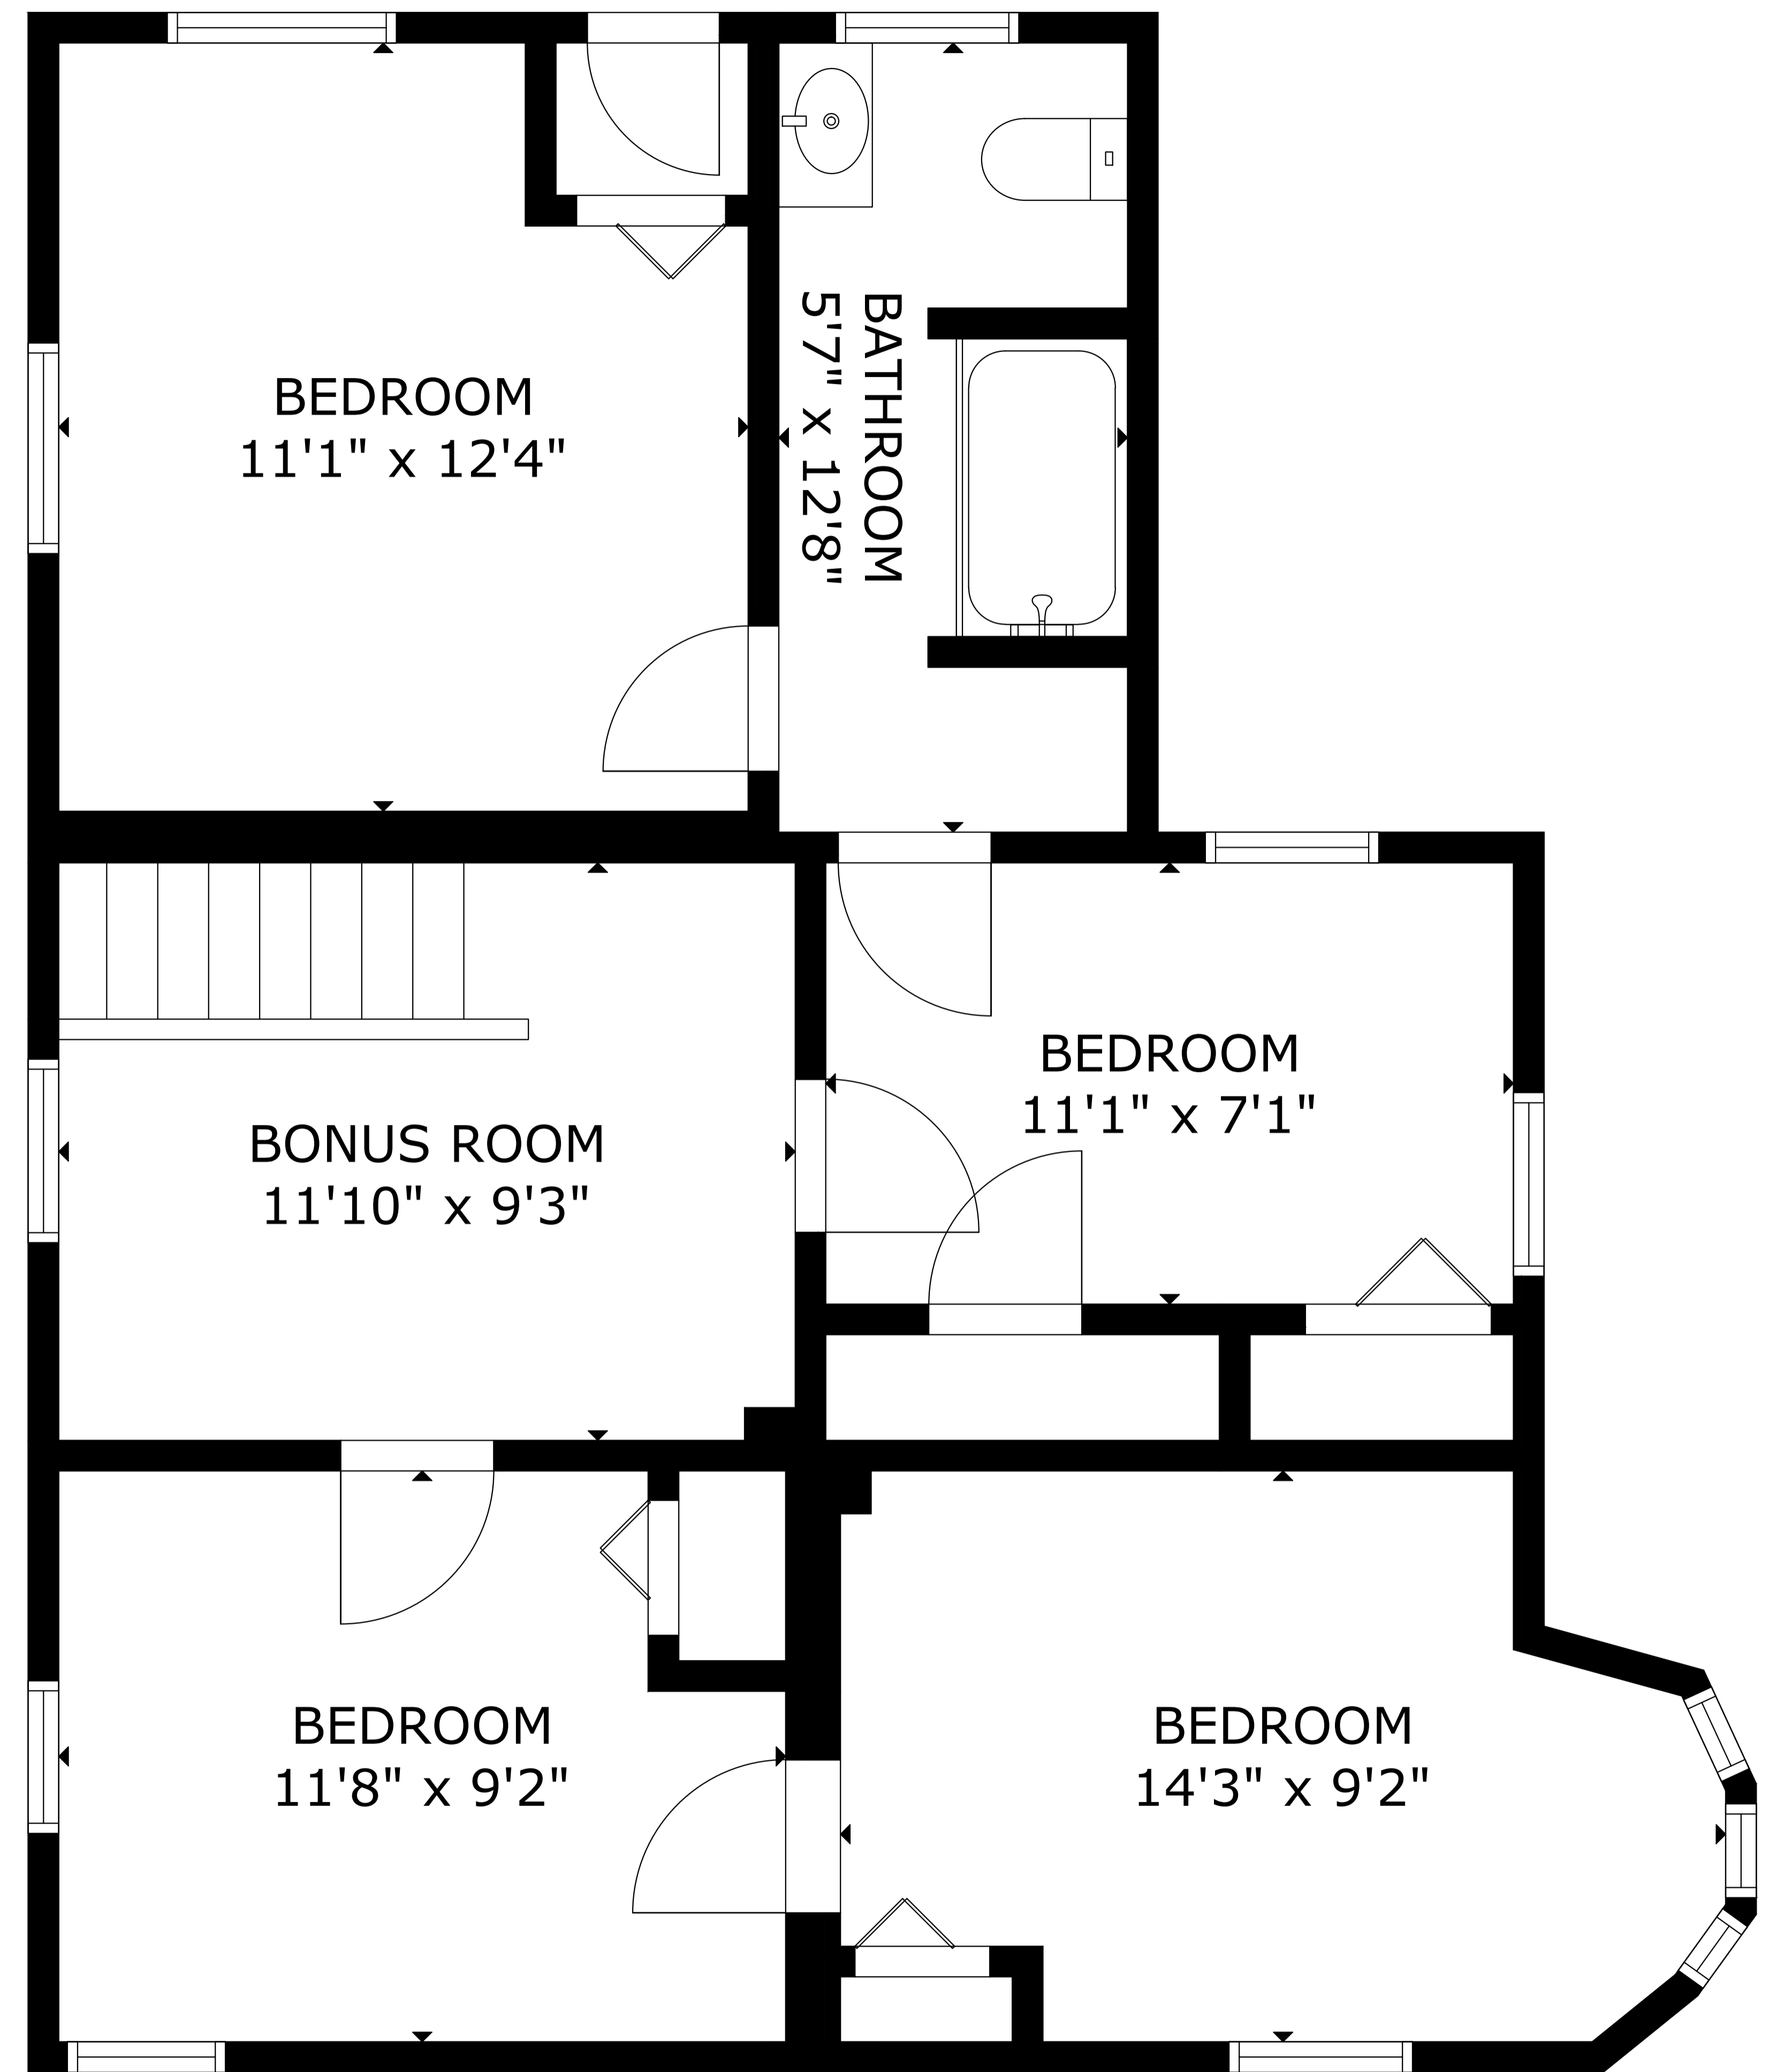 BEDROOM
11'1" x 12'4"
BATHROOM
5'7" x 12'8"
BEDROOM
11'1" x 7'1"
BONUS ROOM
11'10" x 9'3"
BEDROOM
11'8" x 9'2"
BEDROOM
14'3" x 9'2"